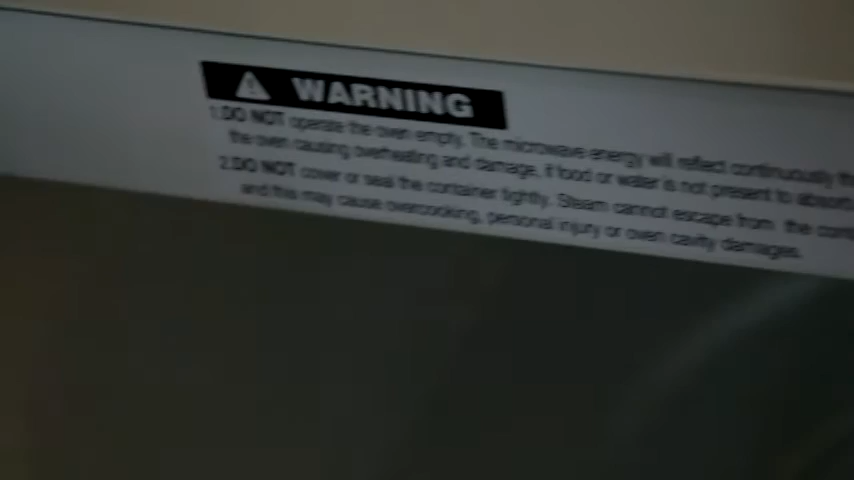 WARNING
1.DO NOT operate the oven empty. The microwave energy will reflect continuously
the oven causing overheating and damage, if food or water is not present to absorb
2.DO NOT cover or seal the container tightly. Steam cannot escape from the
and this may cause overcooking, personal injury or oven cavity damages.